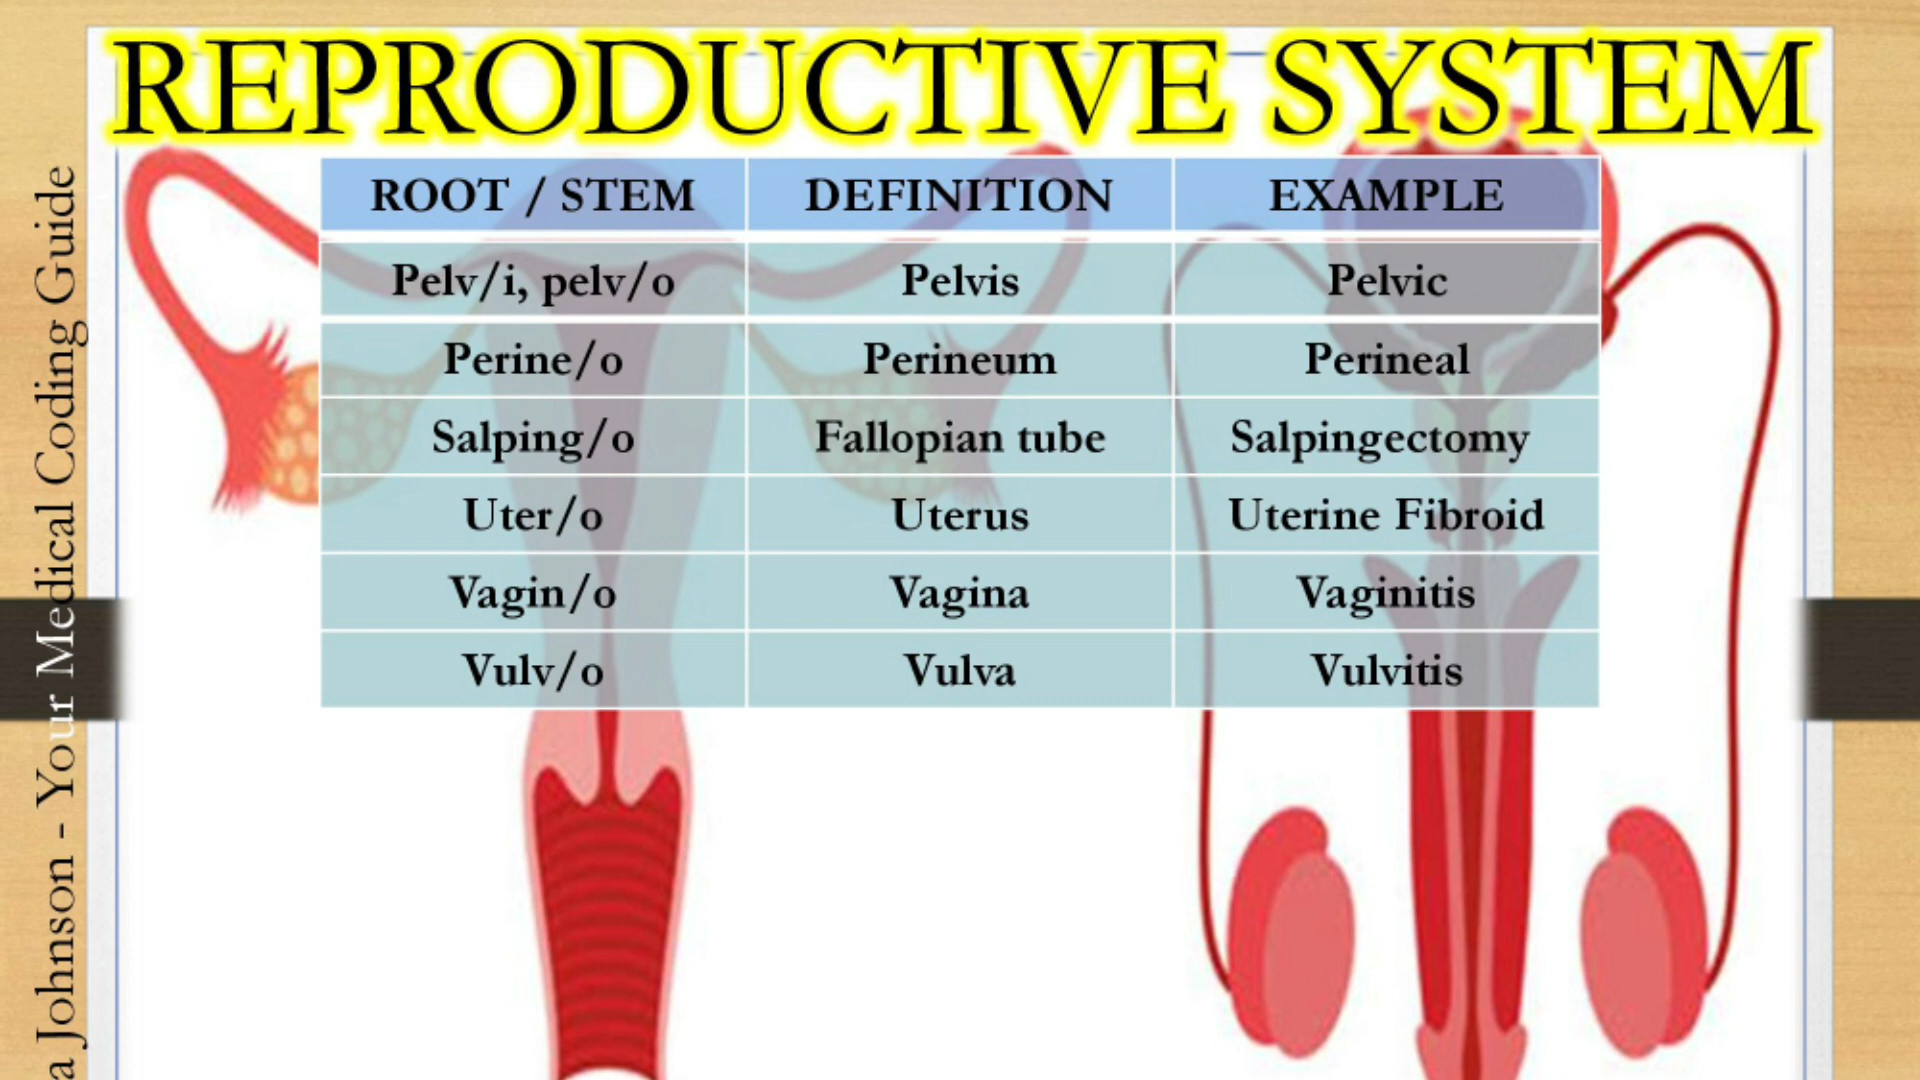 REPRODUCTIVE SYSTEM
ROOT / STEM DEFINITION EXAMPLE
Pelv/i, pelv/o Pelvis Pelvic
Perine/o Perineum Perineal
Salping/o Fallopian tube Salpingectomy
Uter/o Uterus Uterine Fibroid
Vagin/o Vagina Vaginitis
Vulv/o Vulva Vulvitis
a Johnson - Your Medical Coding Guide